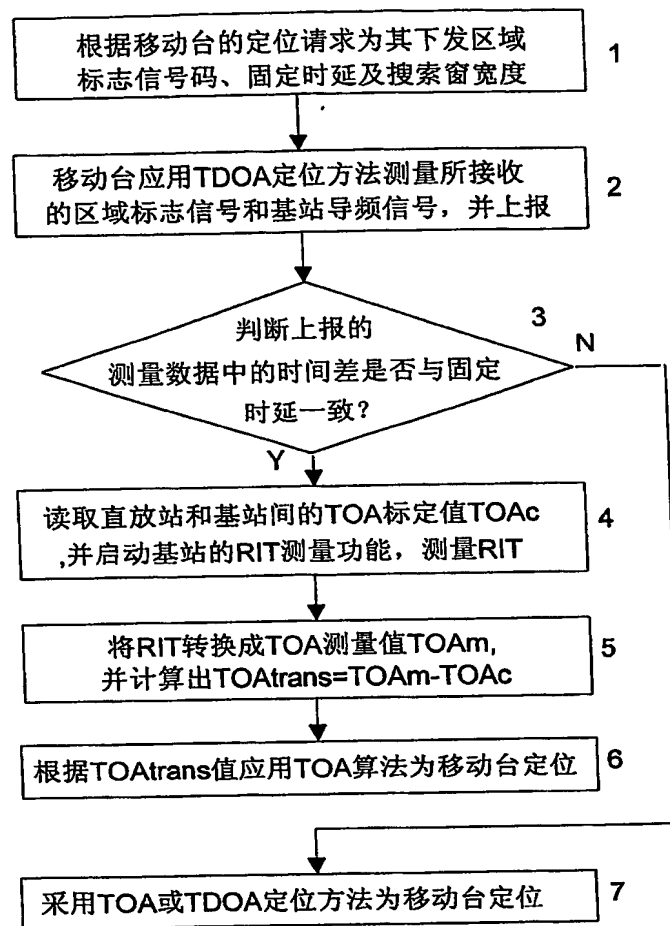 根据移动台的定位请求为其下发区域
标志信号码、固定时延及搜索窗宽度
1
移动台应用TDOA定位方法测量所接收
的区域标志信号和基站导频信号，并上报
2
判断上报的
测量数据中的时间差是否与固定
时延一致？
3
N
Y
读取直放站和基站间的TOA标定值TOAc
,并启动基站的RIT测量功能，测量RIT
4
将RIT转换成TOA测量值TOAm,
并计算出TOAtrans=TOAm-TOAc
5
根据TOAtrans值应用TOA算法为移动台定位
6
采用TOA或TDOA定位方法为移动台定位
7